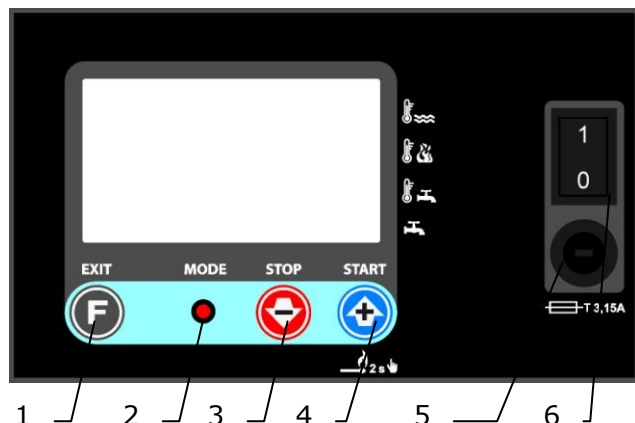 1
0
EXIT MODE STOP START
F - +
T 3,15A
2 s
1 2 3 4 5 6